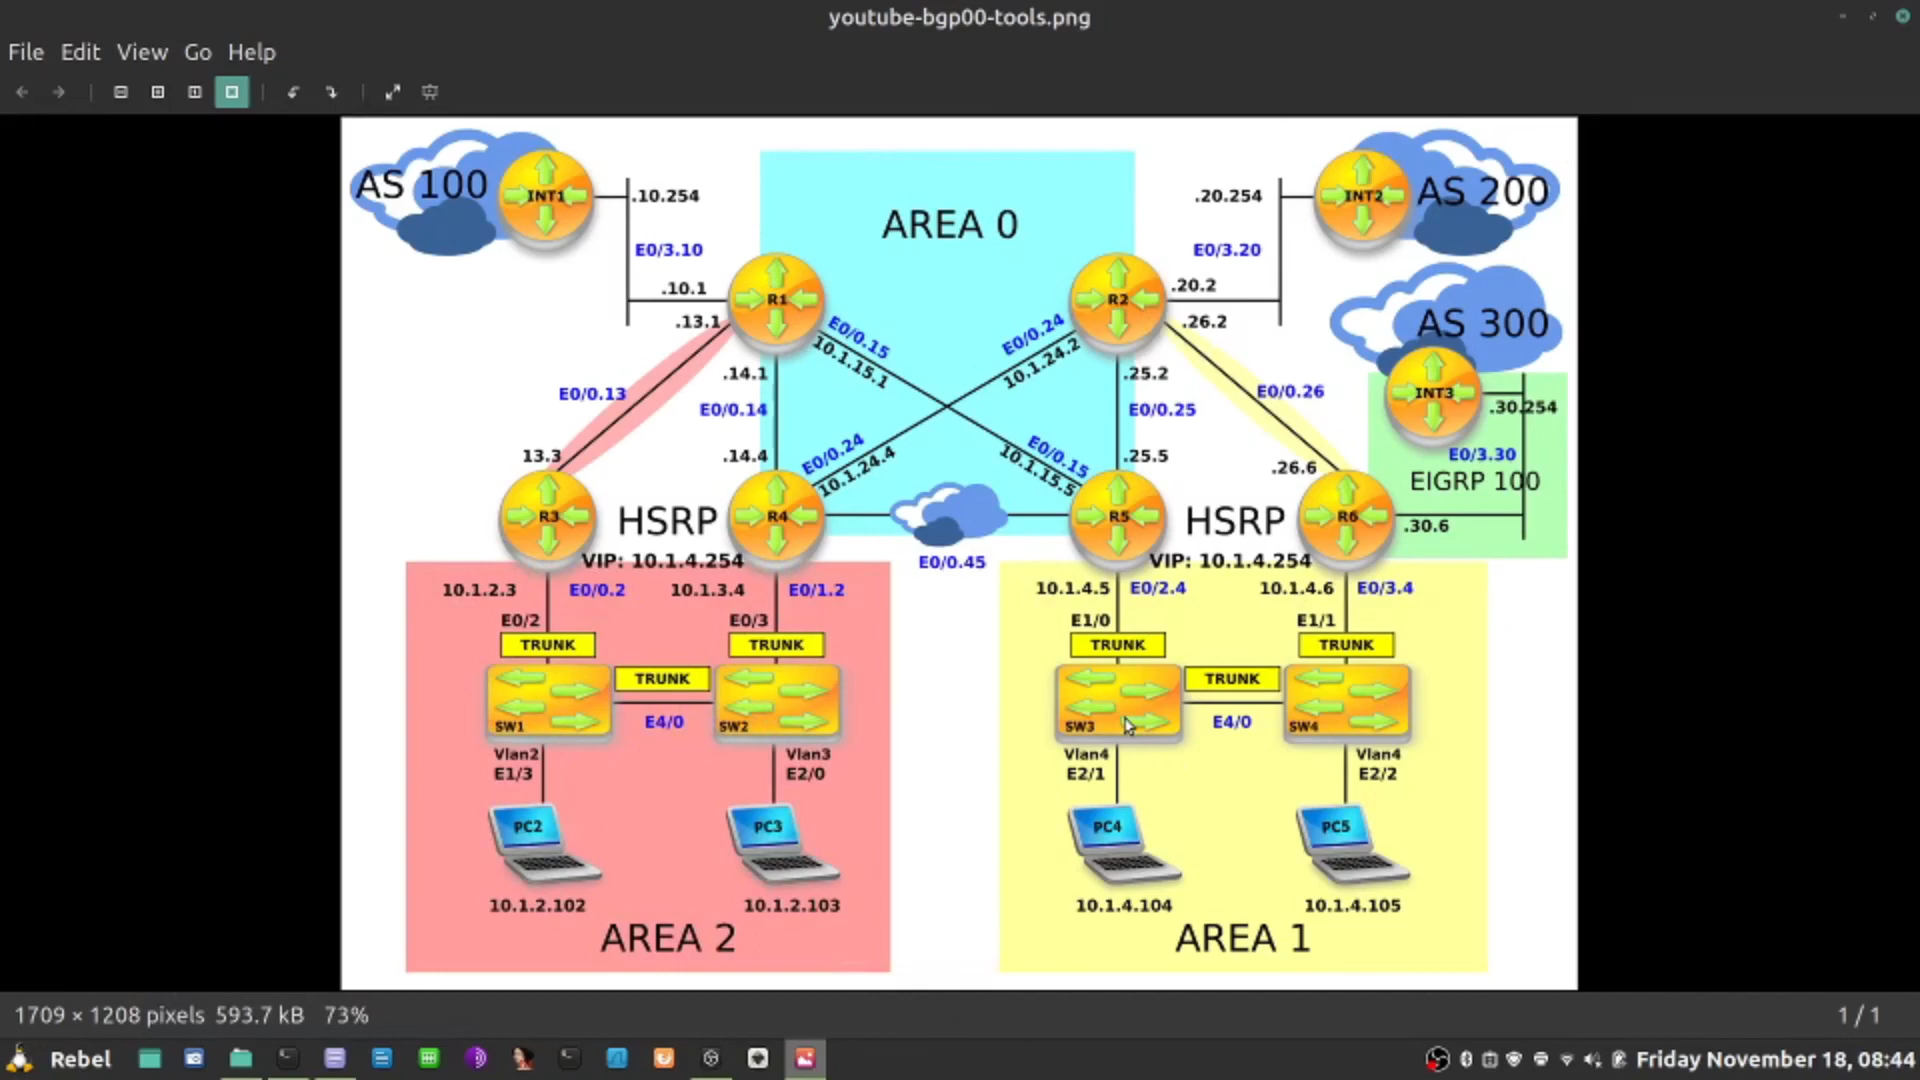 youtube-bgp00-tools.png
File Edit View Go Help
AS 100
INT1
.10.254
AREA 0
.20.254
INT2
AS 200
E0/3.10
E0/3.20
.10.1
R1
R2
.20.2
.13.1
.26.2
AS 300
E0/0.15
10.1.15.1
E0/0.24
10.1.24.2
.14.1
.25.2
E0/0.13
E0/0.14
E0/0.25
E0/0.26
INT3
.30.254
13.3
.14.4
E0/0.24
10.1.24.4
E0/0.15
10.1.15.5
.25.5
.26.6
E0/3.30
EIGRP 100
R3
HSRP
R4
R5
HSRP
R6
.30.6
VIP: 10.1.4.254
E0/0.45
VIP: 10.1.4.254
10.1.2.3
E0/0.2
10.1.3.4
E0/1.2
10.1.4.5
E0/2.4
10.1.4.6
E0/3.4
E0/2
E0/3
E1/0
E1/1
TRUNK
TRUNK
TRUNK
TRUNK
TRUNK
TRUNK
SW1
E4/0
SW2
SW3
E4/0
SW4
Vlan2
E1/3
Vlan3
E2/0
Vlan4
E2/1
Vlan4
E2/2
PC2
PC3
PC4
PC5
10.1.2.102
10.1.2.103
10.1.4.104
10.1.4.105
AREA 2
AREA 1
1709 × 1208 pixels 593.7 kB 73%
1 / 1
Rebel
Friday November 18, 08:44